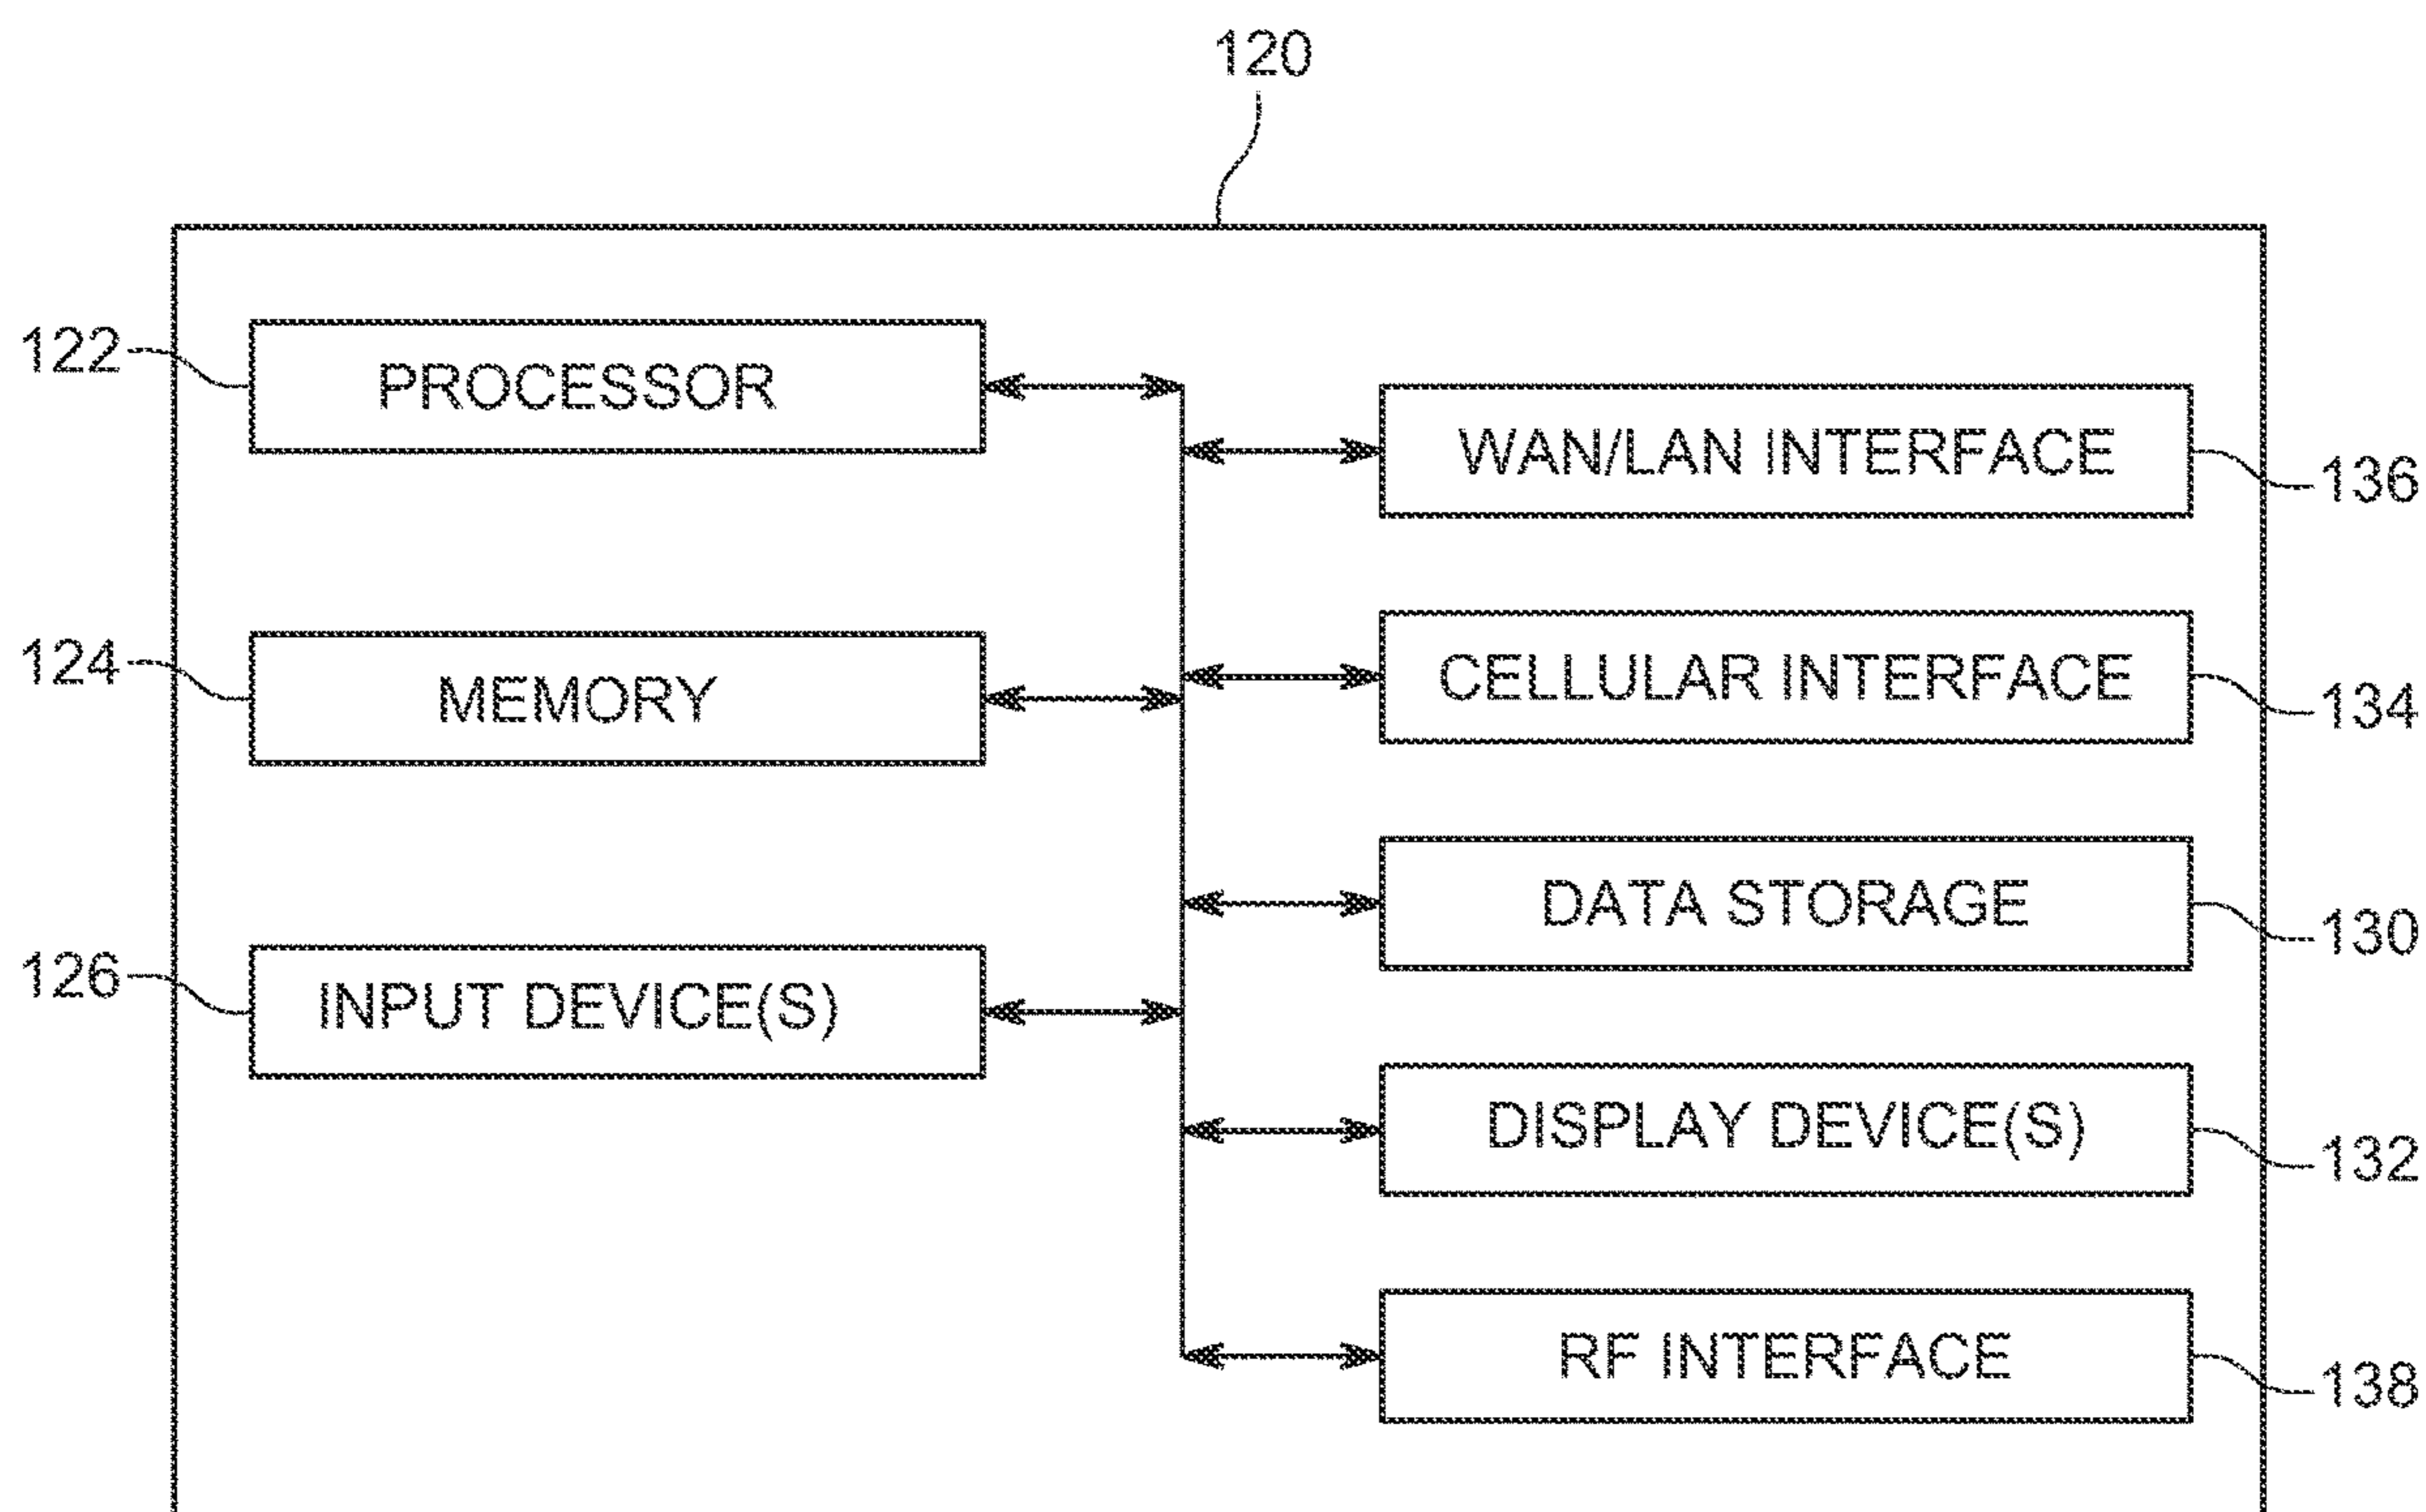 120
122
PROCESSOR
WAN/LAN INTERFACE
136
124
MEMORY
CELLULAR INTERFACE
134
DATA STORAGE
130
126
INPUT DEVICE(S)
DISPLAY DEVICE(S)
132
RF INTERFACE
138